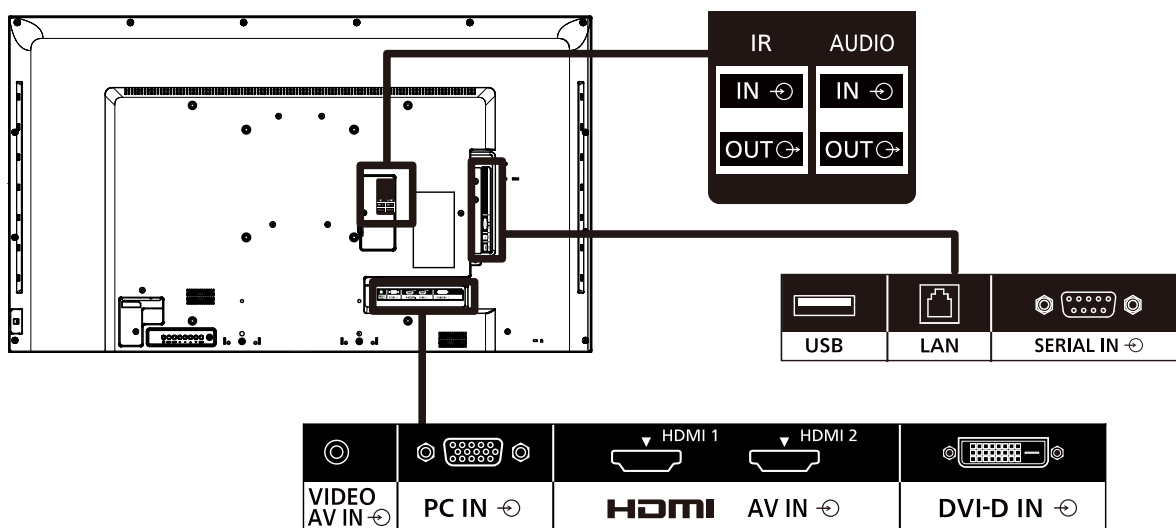 IR AUDIO
IN IN
OUT OUT
USB LAN SERIAL IN
HDMI 1 HDMI 2
VIDEO
AV IN PC IN HDMI AV IN DVI-D IN